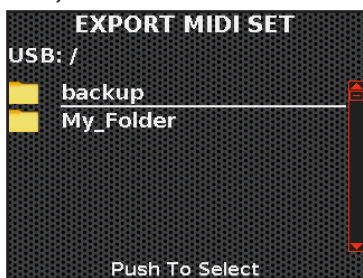 EXPORT MIDI SET
USB: /
backup
My_Folder
Push To Select